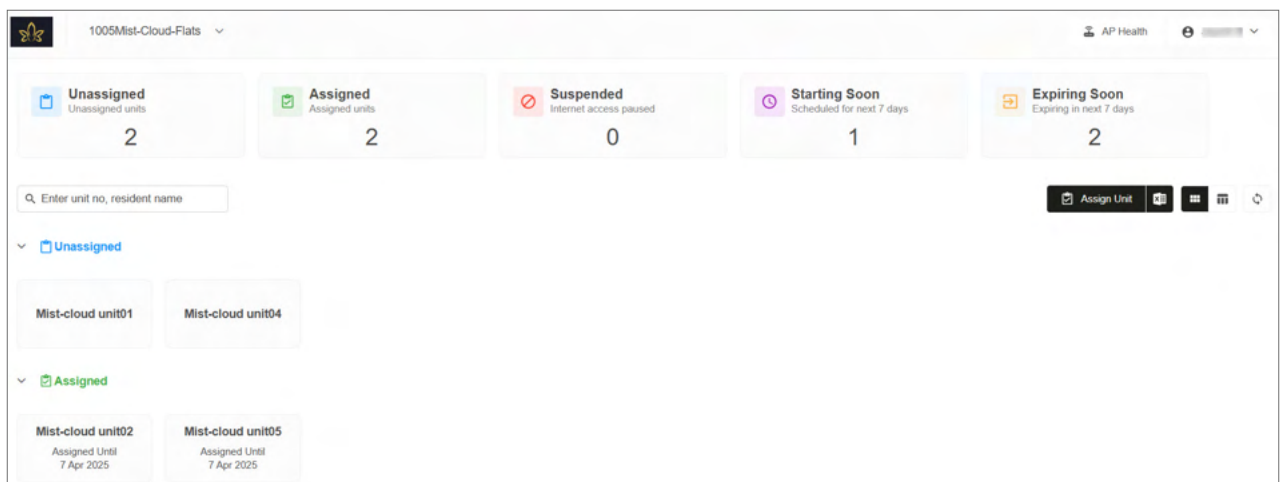 1005Mist-Cloud-Flats
AP Health
Unassigned
Unassigned units
2
Assigned
Assigned units
2
Suspended
Internet access paused
0
Starting Soon
Scheduled for next 7 days
1
Expiring Soon
Expiring in next 7 days
2
Enter unit no, resident name
Assign Unit
Unassigned
Mist-cloud unit01
Mist-cloud unit04
Assigned
Mist-cloud unit02
Assigned Until
7 Apr 2025
Mist-cloud unit05
Assigned Until
7 Apr 2025